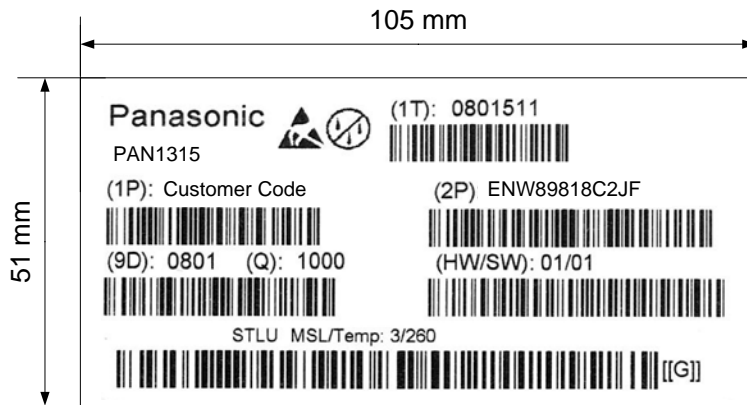 105 mm
51 mm
Panasonic
PAN1315
(1T): 0801511
(1P): Customer Code
(2P) ENW89818C2JF
(9D): 0801 (Q): 1000
(HW/SW): 01/01
STLU MSL/Temp: 3/260
[[G]]